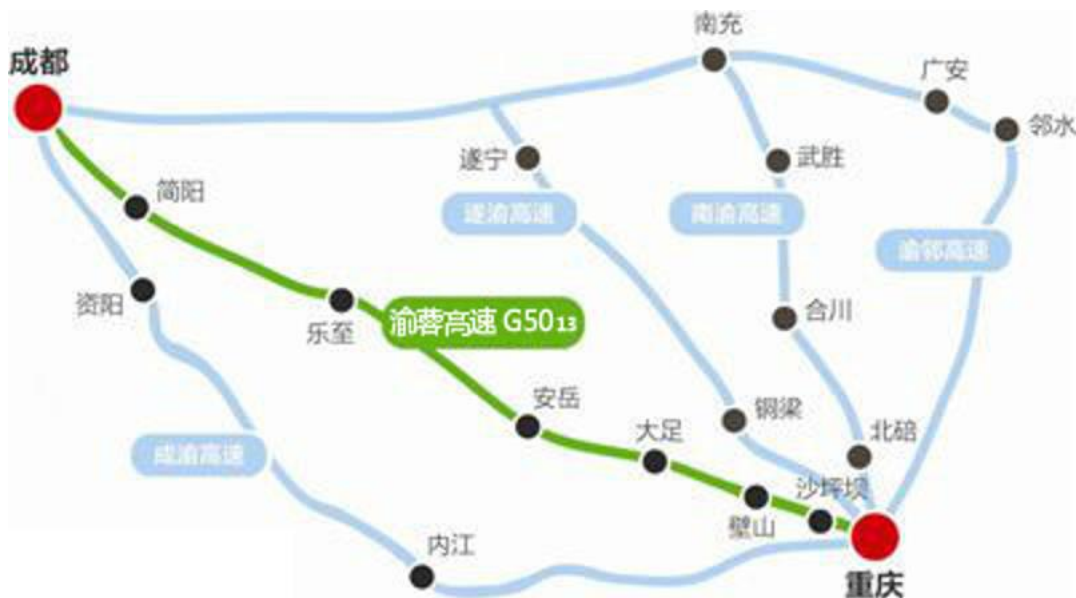 南充
成都
广安
邻水
遂宁
武胜
简阳
遂渝高速
南渝高速
渝邻高速
资阳
乐至
渝蓉高速 G5013
合川
安岳
铜梁
大足
北碚
成渝高速
沙坪坝
璧山
内江
重庆